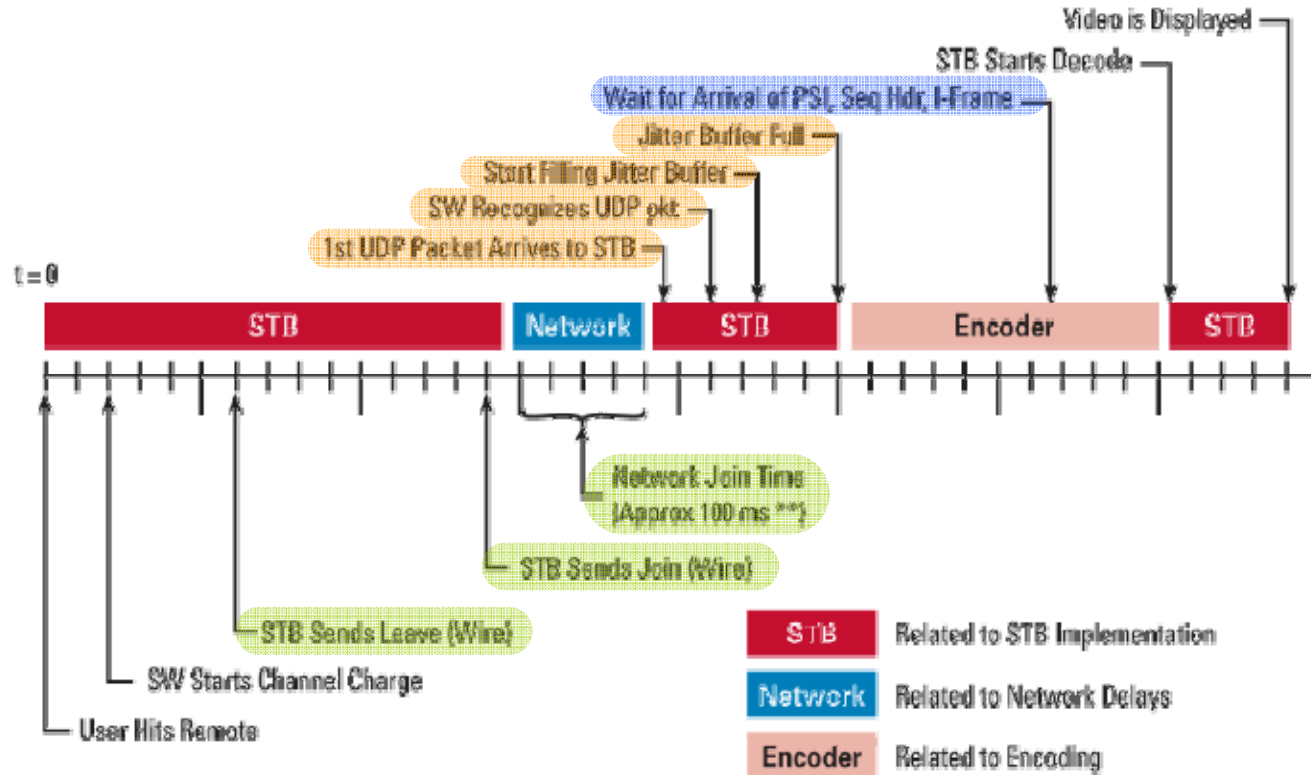 Video is Displayed
STB Starts Decode
Wait for Arrival of PSI, Seq Hdr, I-Frame
Jitter Buffer Full
Start Filling Jitter Buffer
SW Recognizes UDP pkt
1st UDP Packet Arrives to STB
t = 0
STB
Network
STB
Encoder
STB
Network Join Time
(Approx 100 ms **)
STB Sends Join (Wire)
STB Sends Leave (Wire)
SW Starts Channel Charge
User Hits Remote
STB Related to STB Implementation
Network Related to Network Delays
Encoder Related to Encoding